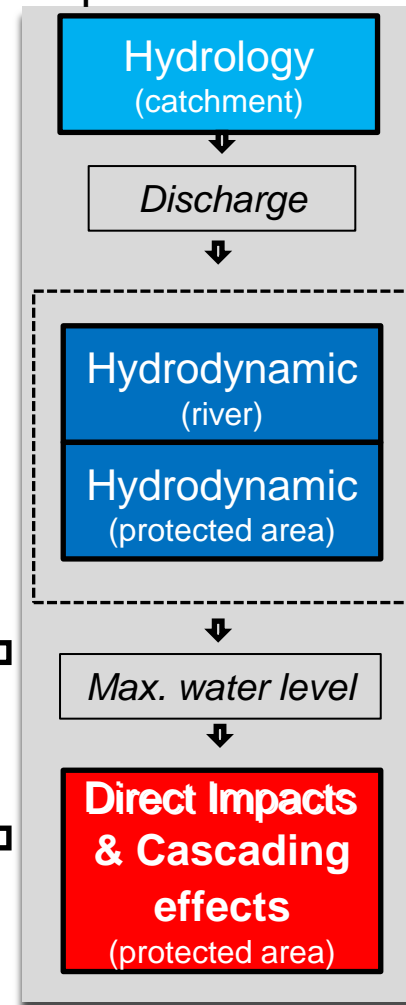 Hydrology
(catchment)
Discharge
Hydrodynamic
(river)
Hydrodynamic
(protected area)
Max. water level
Direct Impacts
& Cascading
effects
(protected area)